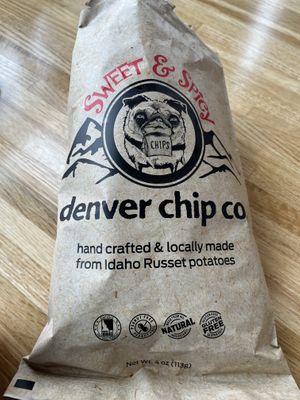 SWEET & SPICY
CHIPS
denver chip co.
hand crafted & locally made
from Idaho Russet potatoes
NATURAL
GLUTEN
FREE
Net Wt. 4 oz (113g)